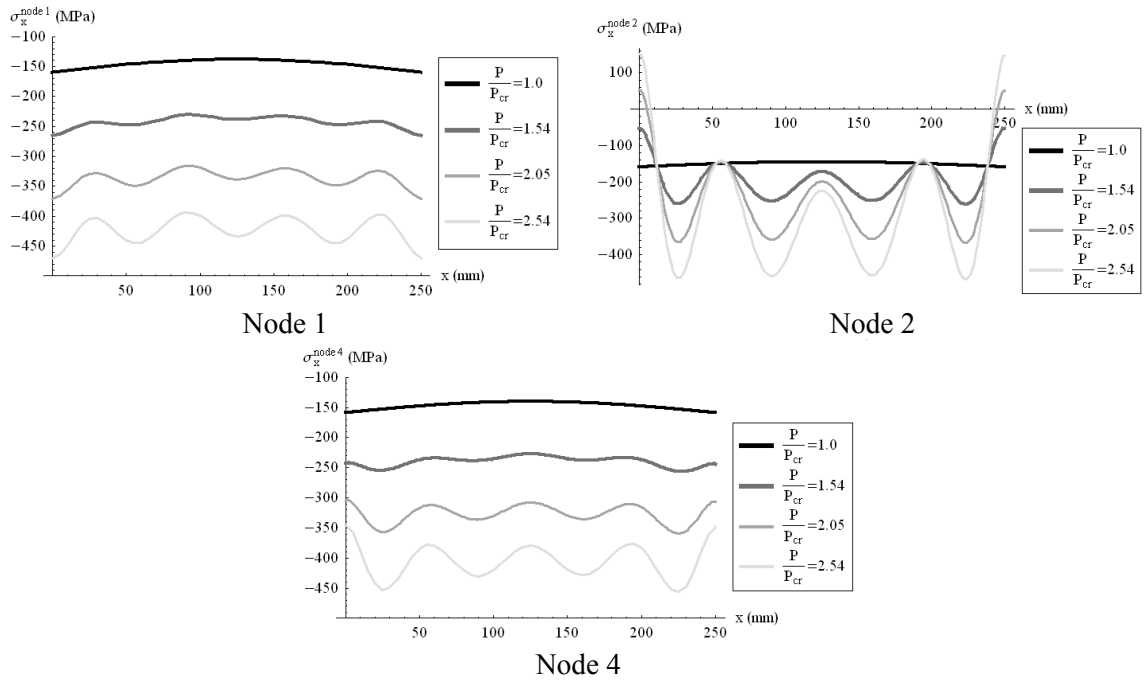 σ_x^{node 1} (MPa)
−100
−150
−200
−250
−300
−350
−400
−450
50 100 150 200 250
x (mm)
P/P_cr=1.0
P/P_cr=1.54
P/P_cr=2.05
P/P_cr=2.54
Node 1
σ_x^{node 2} (MPa)
100
−100
−200
−300
−400
50 100 150 200 250
x (mm)
P/P_cr=1.0
P/P_cr=1.54
P/P_cr=2.05
P/P_cr=2.54
Node 2
σ_x^{node 4} (MPa)
−100
−150
−200
−250
−300
−350
−400
−450
50 100 150 200 250
x (mm)
P/P_cr=1.0
P/P_cr=1.54
P/P_cr=2.05
P/P_cr=2.54
Node 4